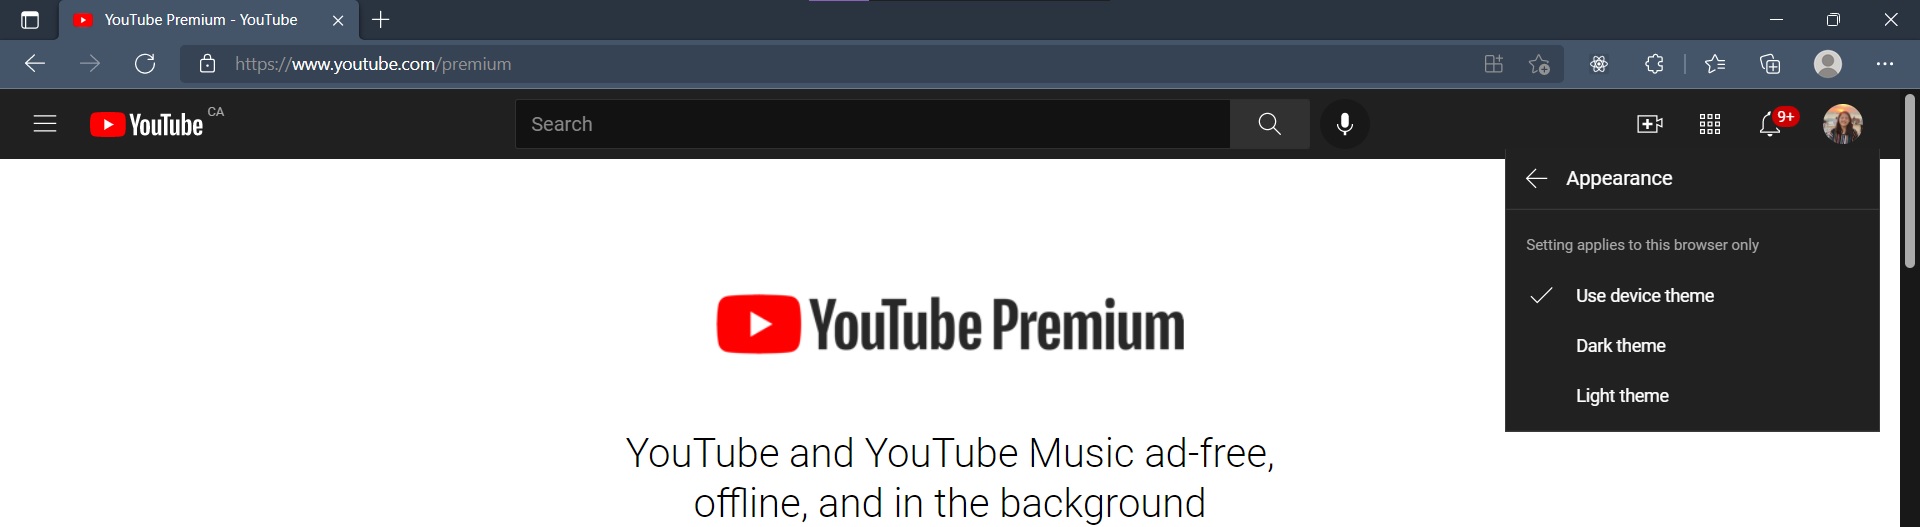 YouTube Premium - YouTube
https://www.youtube.com/premium
YouTube CA
Search
9+
Appearance
Setting applies to this browser only
Use device theme
Dark theme
Light theme
YouTube Premium
YouTube and YouTube Music ad-free,
offline, and in the background